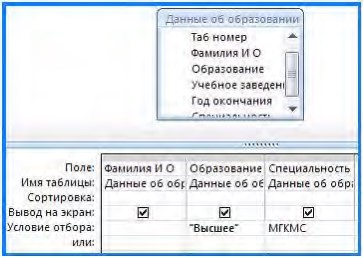 Данные об образовании
Таб номер
Фамилия И О
Образование
Учебное заведен
Год окончания
Специальность
Поле: Фамилия И О Образование Специальность
Имя таблицы: Данные об обр Данные об об Данные об обра
Сортировка:
Вывод на экран:
Условие отбора: "Высшее" МГКМС
или: